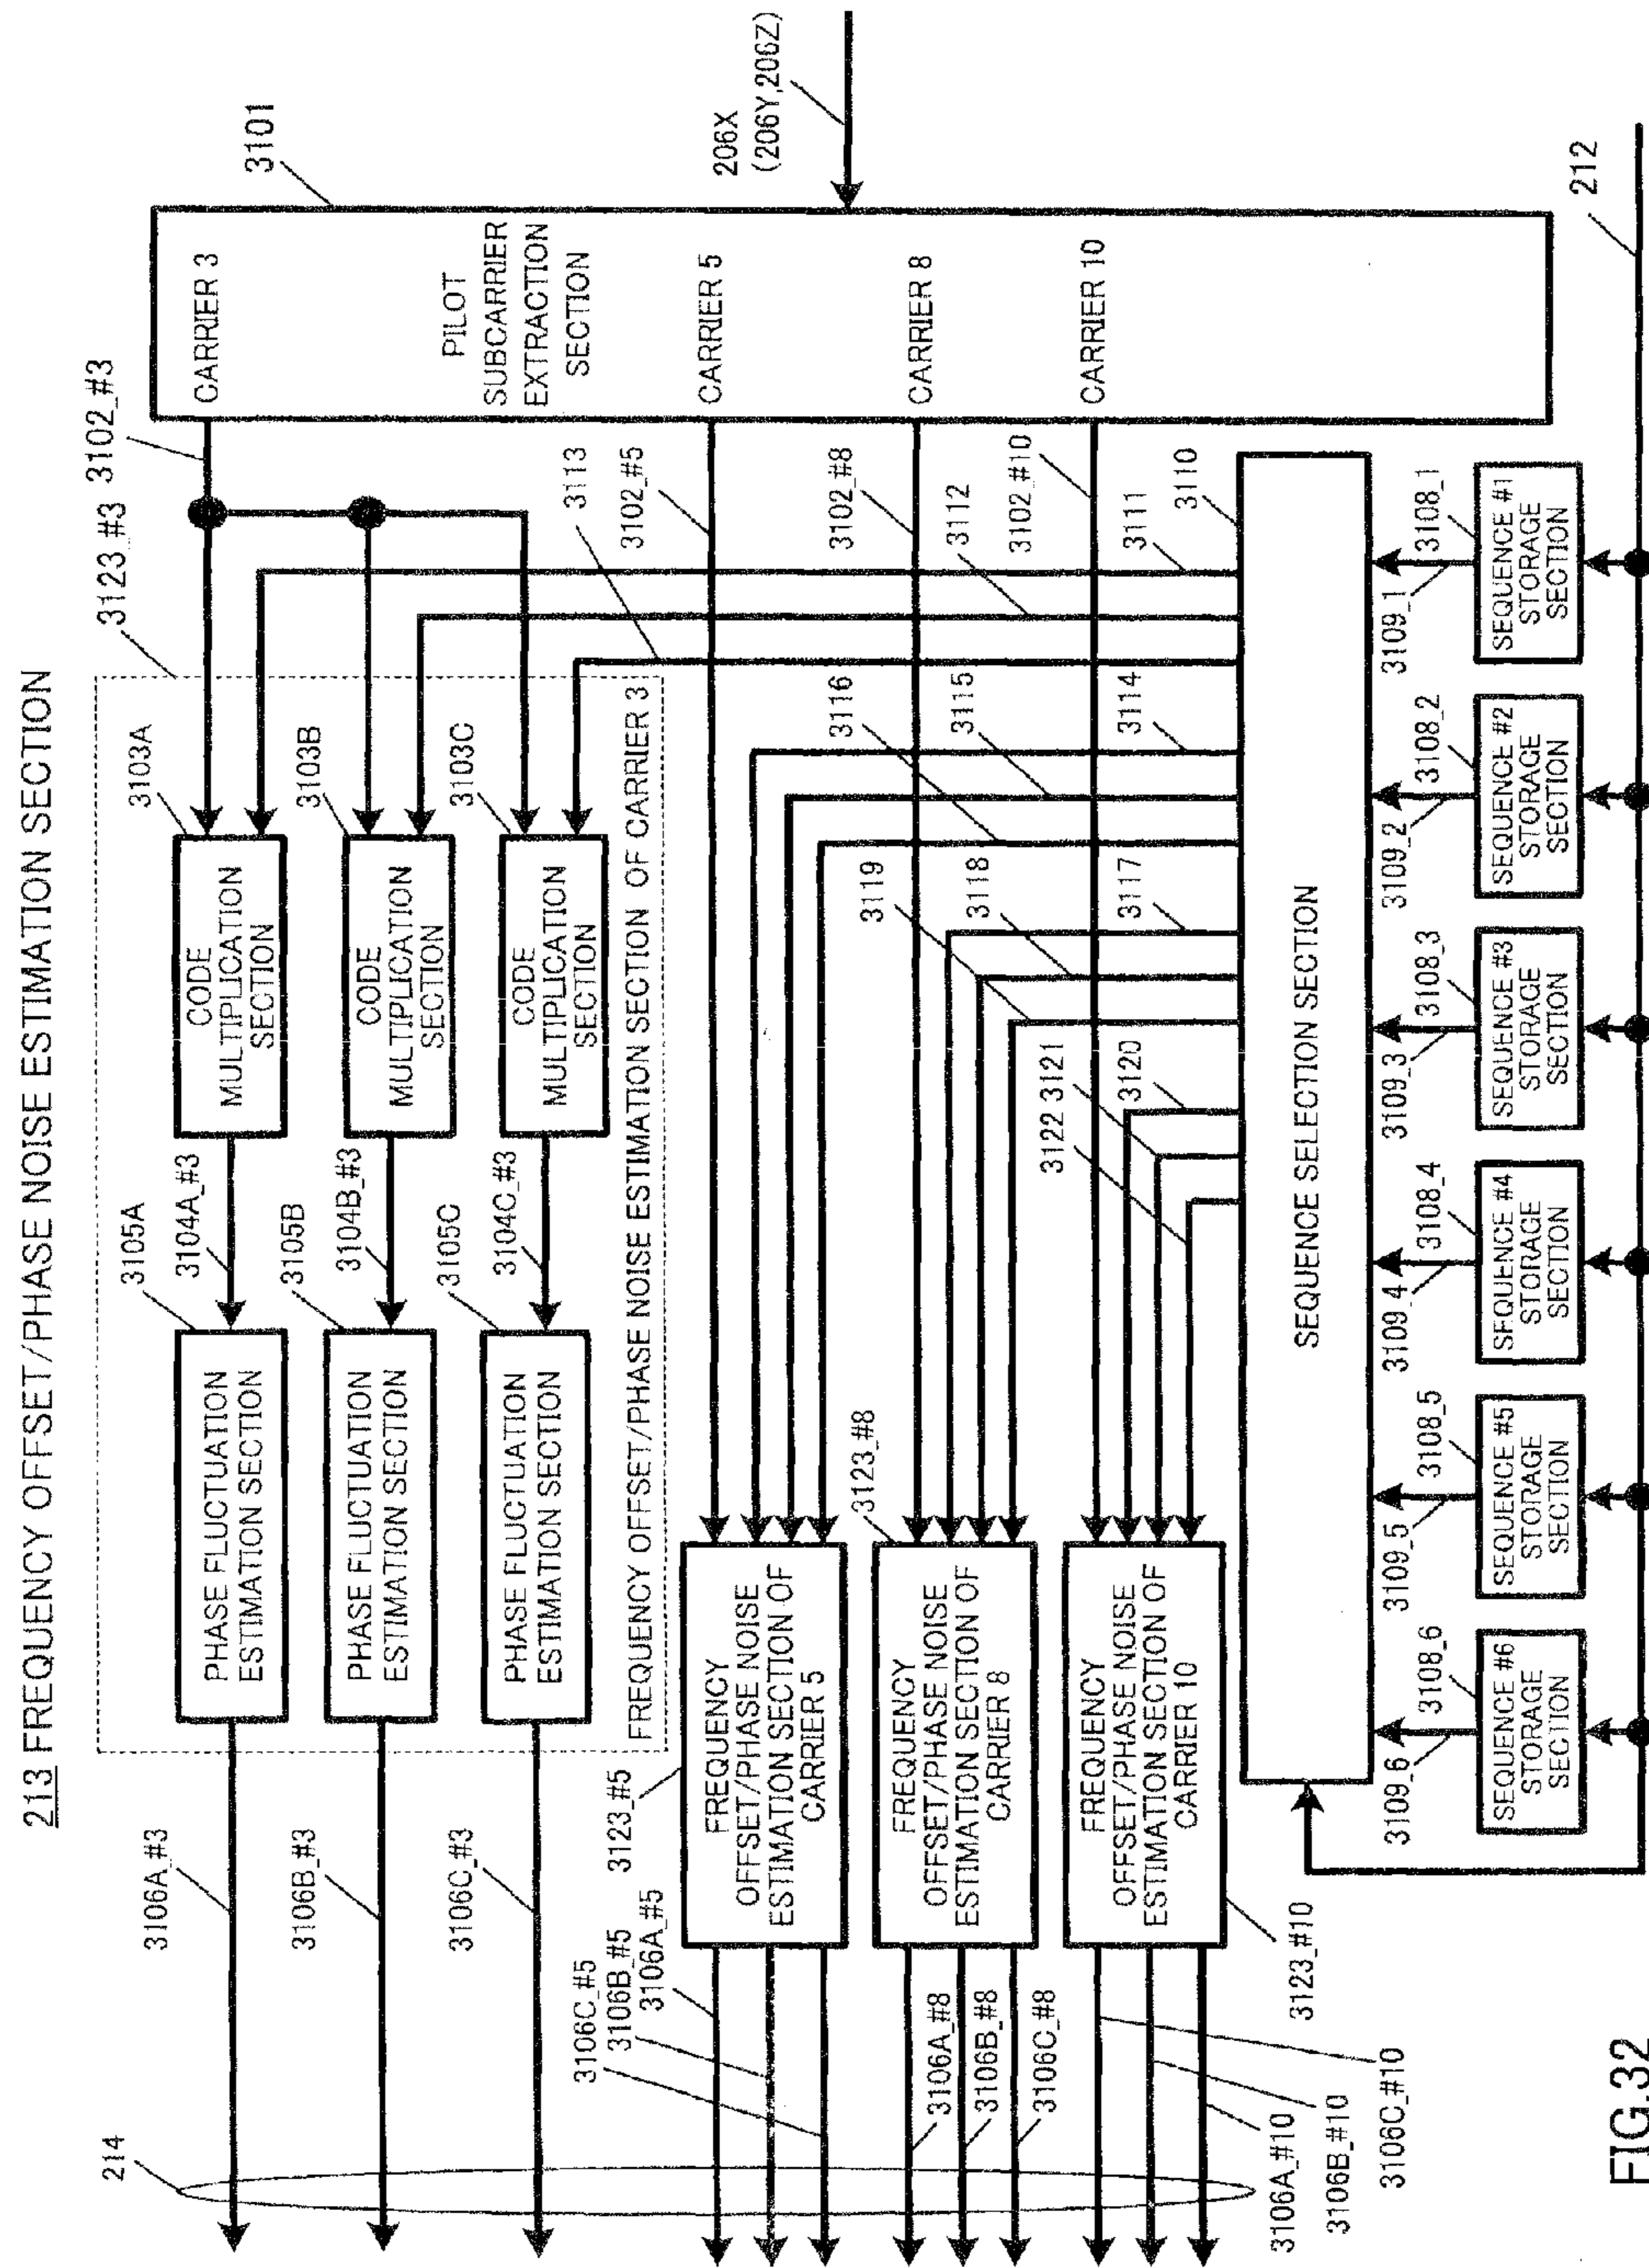 213 FREQUENCY OFFSET/PHASE NOISE ESTIMATION SECTION
3101
3102_#3
3123_#3
CARRIER 3
PILOT
SUBCARRIER
EXTRACTION
SECTION
CARRIER 5
CARRIER 8
CARRIER 10
206X
(206Y,206Z)
3103A
CODE
MULTIPLICATION
SECTION
3104A_#3
3105A
PHASE FLUCTUATION
ESTIMATION SECTION
3106A_#3
3103B
CODE
MULTIPLICATION
SECTION
3104B_#3
3105B
PHASE FLUCTUATION
ESTIMATION SECTION
3106B_#3
3103C
CODE
MULTIPLICATION
SECTION
3104C_#3
3105C
PHASE FLUCTUATION
ESTIMATION SECTION
3106C_#3
FREQUENCY OFFSET/PHASE NOISE ESTIMATION SECTION OF CARRIER 3
214
3113
3102_#5
3102_#8
3112
3102_#10
3111
3110
3116
3115
3114
3119
3118
3117
3122
3121
3120
3123_#5
FREQUENCY
OFFSET/PHASE NOISE
ESTIMATION SECTION OF
CARRIER 5
3106C_#5
3106B_#5
3106A_#5
3123_#8
FREQUENCY
OFFSET/PHASE NOISE
ESTIMATION SECTION OF
CARRIER 8
3106A_#8
3106B_#8
3106C_#8
FREQUENCY
OFFSET/PHASE NOISE
ESTIMATION SECTION OF
CARRIER 10
3123_#10
3106A_#10
3106B_#10
3106C_#10
SEQUENCE SELECTION SECTION
3109_6
3108_6
SEQUENCE #6
STORAGE
SECTION
3109_5
3108_5
SEQUENCE #5
STORAGE
SECTION
3109_4
3108_4
SEQUENCE #4
STORAGE
SECTION
3109_3
3108_3
SEQUENCE #3
STORAGE
SECTION
3109_2
3108_2
SEQUENCE #2
STORAGE
SECTION
3109_1
3108_1
SEQUENCE #1
STORAGE
SECTION
212
FIG.32